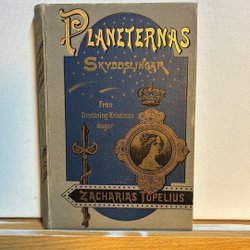 PLANETERNAS
SKYDDSLINGAR
Från
Drottning Kristinas
dagar
ZACHARIAS TOPELIUS